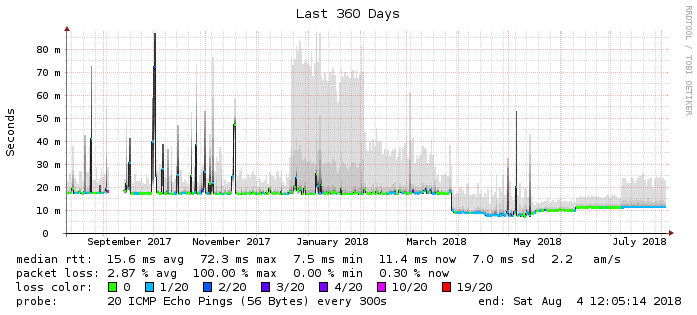 Last 360 Days
RRDTOOL / TOBI OETIKER
Seconds
80 m
70 m
60 m
50 m
40 m
30 m
20 m
10 m
0
September 2017 November 2017 January 2018 March 2018 May 2018 July 2018
median rtt: 15.6 ms avg 72.3 ms max 7.5 ms min 11.4 ms now 7.0 ms sd 2.2 am/s
packet loss: 2.87 % avg 100.00 % max 0.00 % min 0.30 % now
loss color: 0 1/20 2/20 3/20 4/20 10/20 19/20
probe: 20 ICMP Echo Pings (56 Bytes) every 300s end: Sat Aug 4 12:05:14 2018